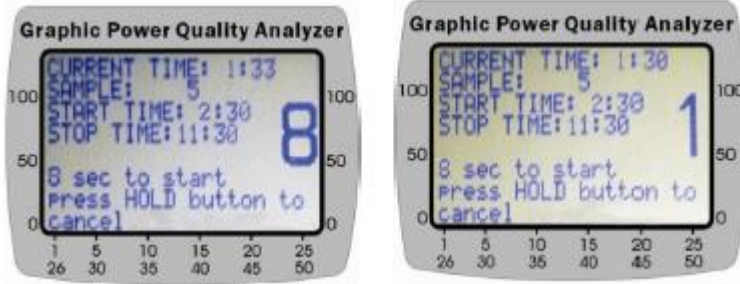 Graphic Power Quality Analyzer
CURRENT TIME: 1:33
SAMPLE: 5
START TIME: 2:30
STOP TIME:11:30
8
8 sec to start
press HOLD button to
cancel
100
50
0
100
50
0
1 5 10 15 20 25
26 30 35 40 45 50
Graphic Power Quality Analyzer
CURRENT TIME: 1:30
SAMPLE: 5
START TIME: 2:30
STOP TIME:11:30
1
8 sec to start
press HOLD button to
cancel
100
50
0
100
50
0
1 5 10 15 20 25
26 30 35 40 45 50